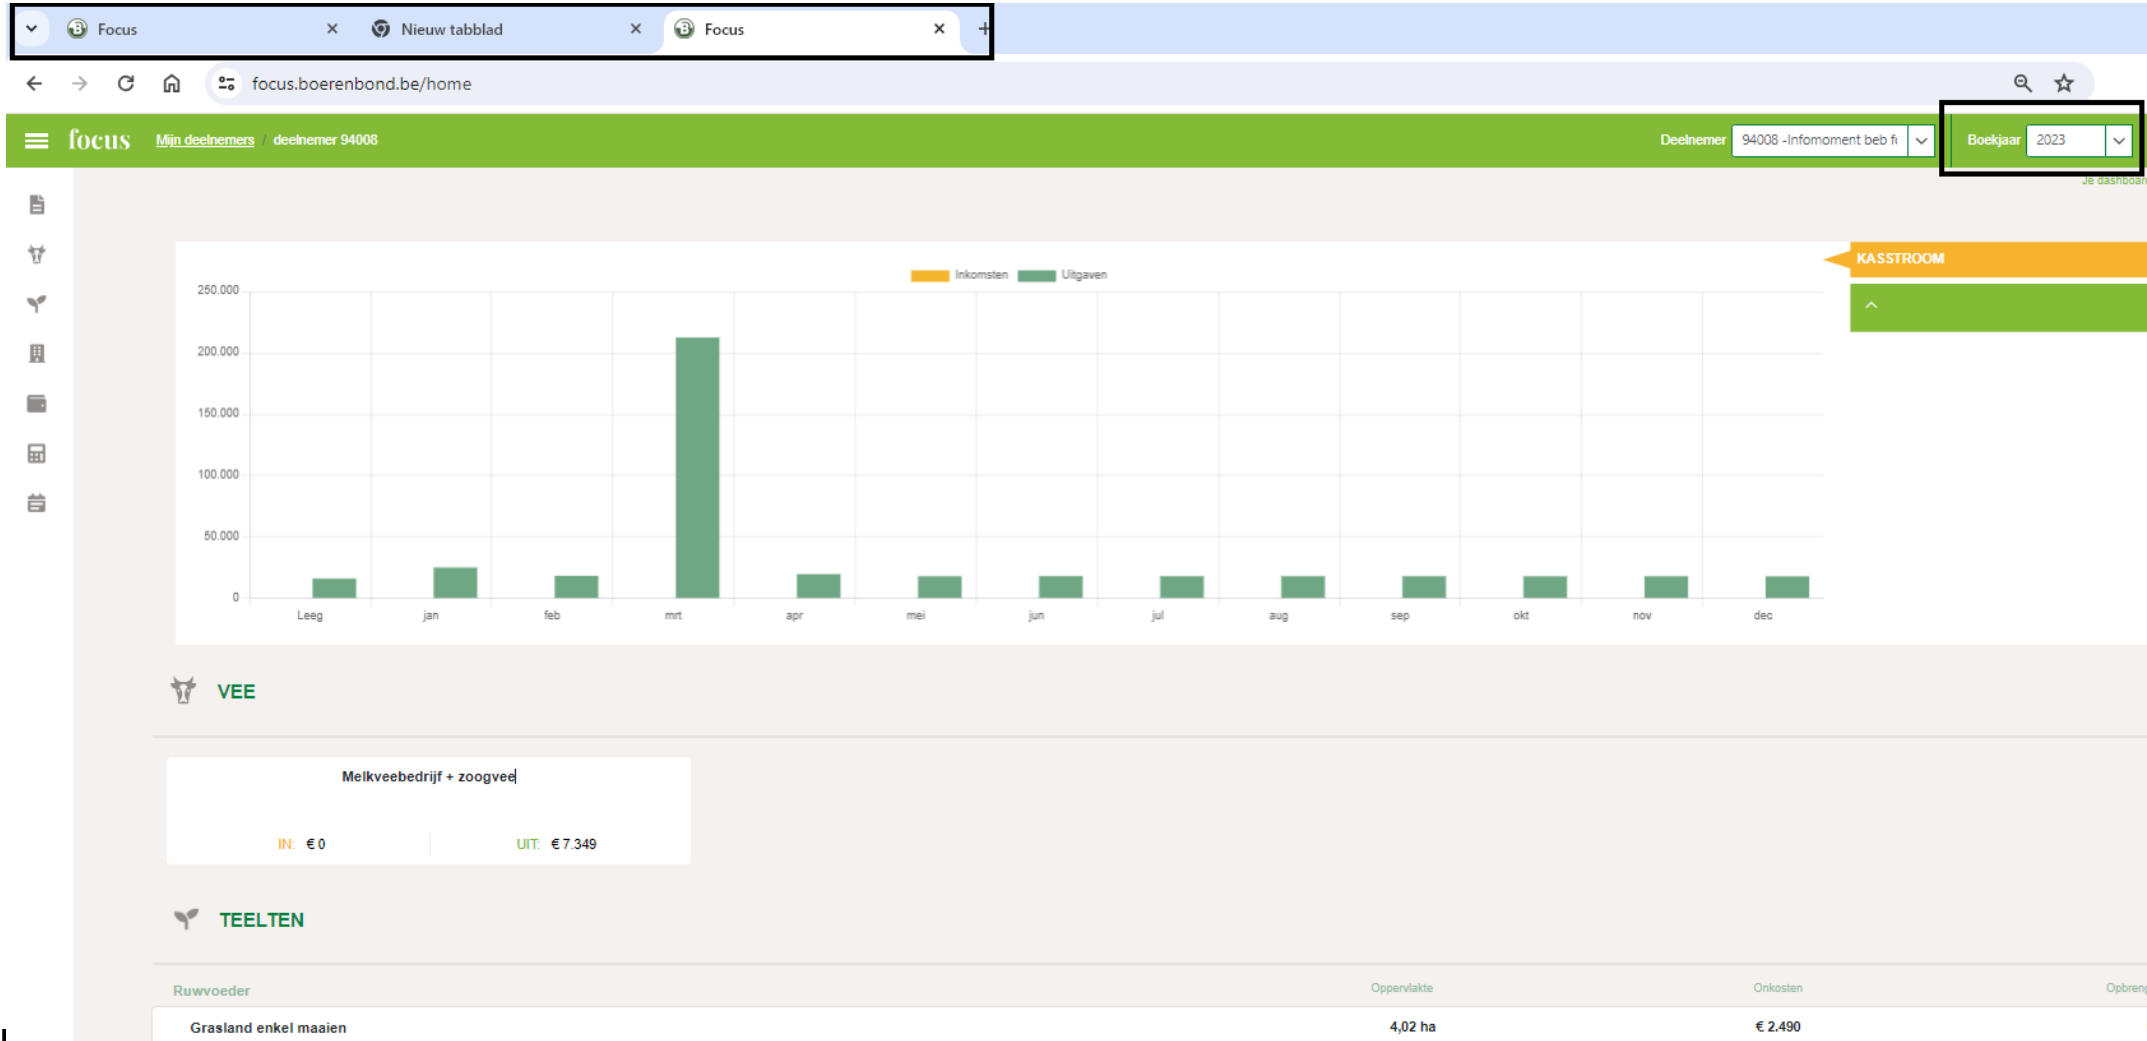 Focus
Nieuw tabblad
Focus
focus.boerenbond.be/home
focus Mijn deelnemers / deelnemer 94008
Deelnemer 94008 -Infomoment beb
Boekjaar 2023
Je
Inkomsten Uitgaven
KASSTROOM
250.000
200.000
150.000
100.000
50.000
0
Leeg jan feb mrt apr mei jun jul aug sep okt nov dec
VEE
Melkveebedrijf + zoogvee
IN: € 0 UIT: € 7.349
TEELTEN
Ruwvoeder Oppervlakte Onkosten
Grasland enkel maaien 4,02 ha € 2.490